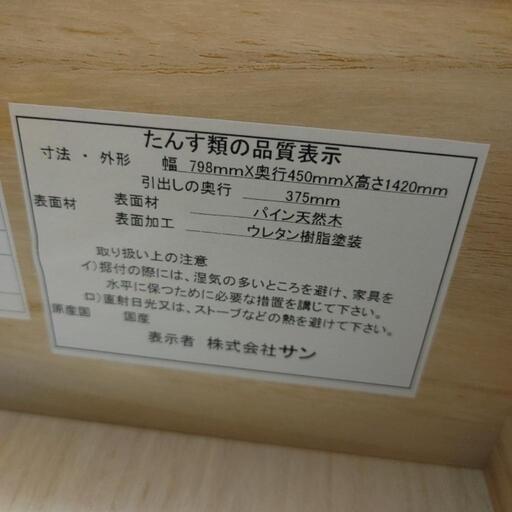 たんす類の品質表示
寸法・外形 幅 798mmX奥行450mmX高さ1420mm
引出しの奥行 375mm
表面材 表面材 パイン天然木
表面加工 ウレタン樹脂塗装
取り扱い上の注意
イ)据付の際には、湿気の多いところを避け、家具を
水平に保つために必要な措置を講じて下さい。
ロ)直射日光又は、ストーブなどの熱を避けて下さい。
原産国 国産
表示者 株式会社サン